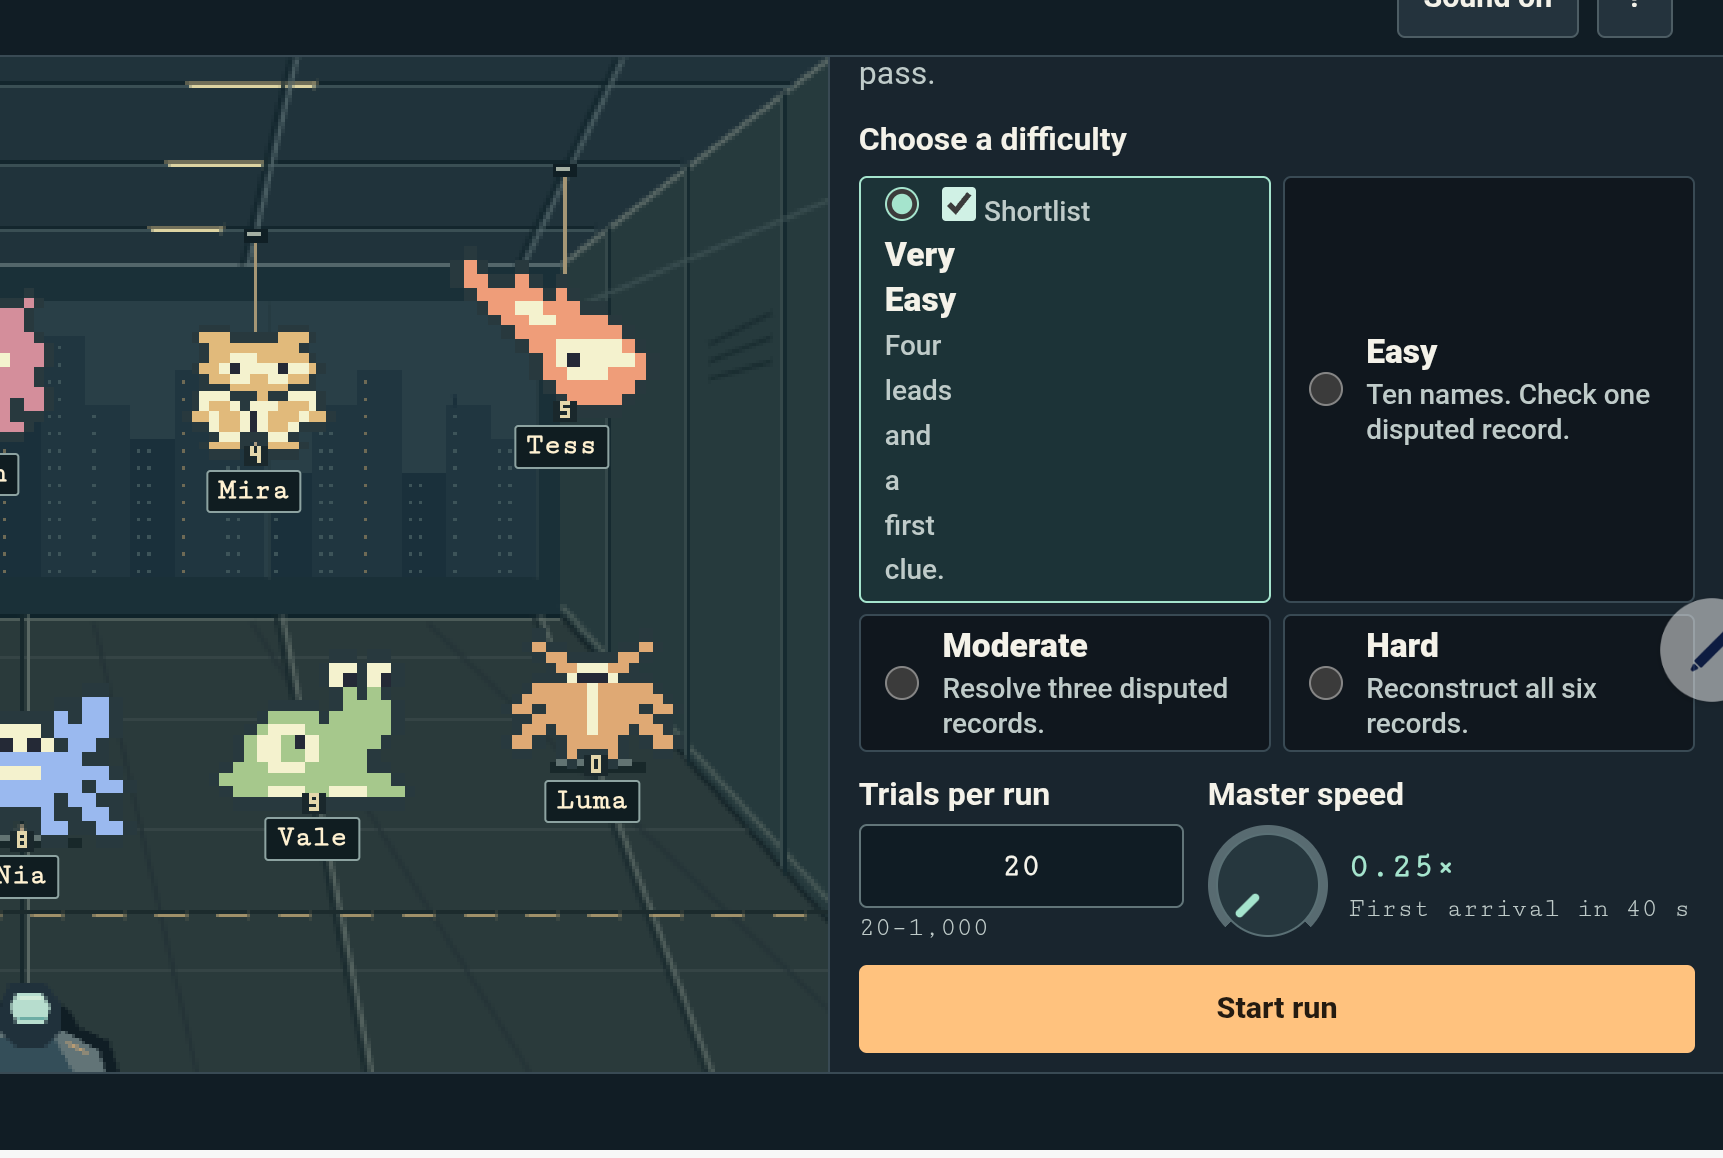 Sound on
pass.
Choose a difficulty
Shortlist
Very
Easy
Four
leads
and
a
first
clue.
Easy
Ten names. Check one
disputed record.
Moderate
Resolve three disputed
records.
Hard
Reconstruct all six
records.
Trials per run
Master speed
20
0.25×
First arrival in 40 s
20–1,000
Start run
5
Tess
4
Mira
0
Luma
9
Vale
8
Nia